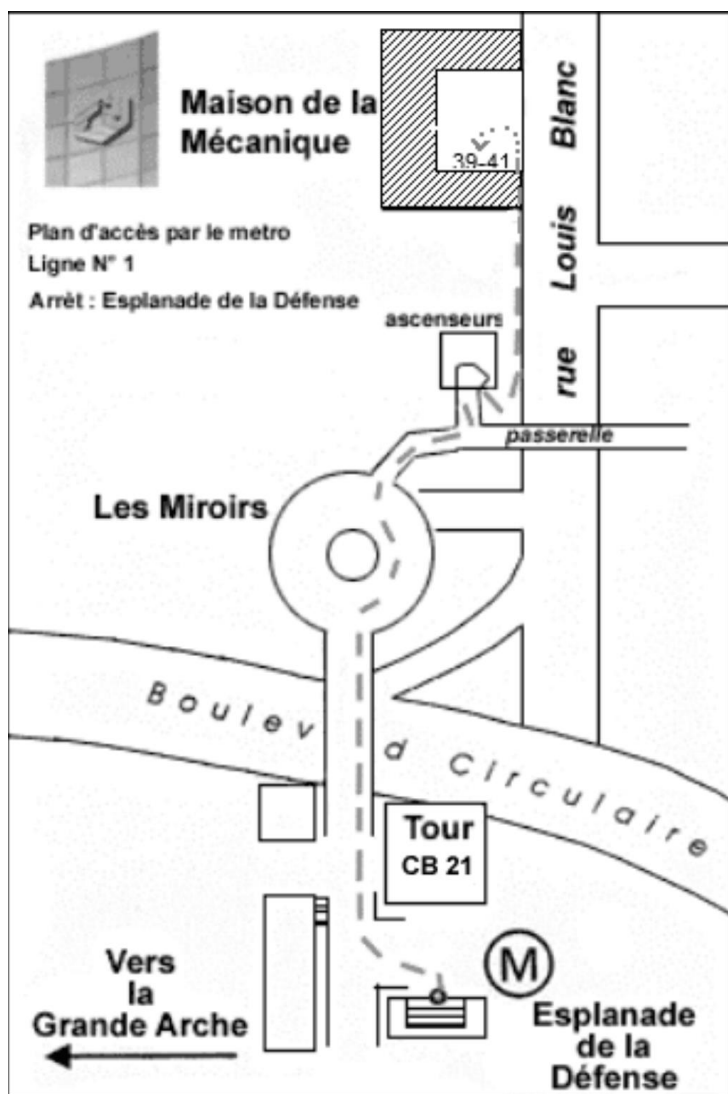 Maison de la
Mécanique
Plan d'accès par le metro
Ligne N° 1
Arrèt : Esplanade de la Défense
39-41
rue Louis Blanc
ascenseurs
passerelle
Les Miroirs
Boulev d Circulaire
Tour
CB 21
M
Vers
la
Grande Arche
Esplanade
de la
Défense